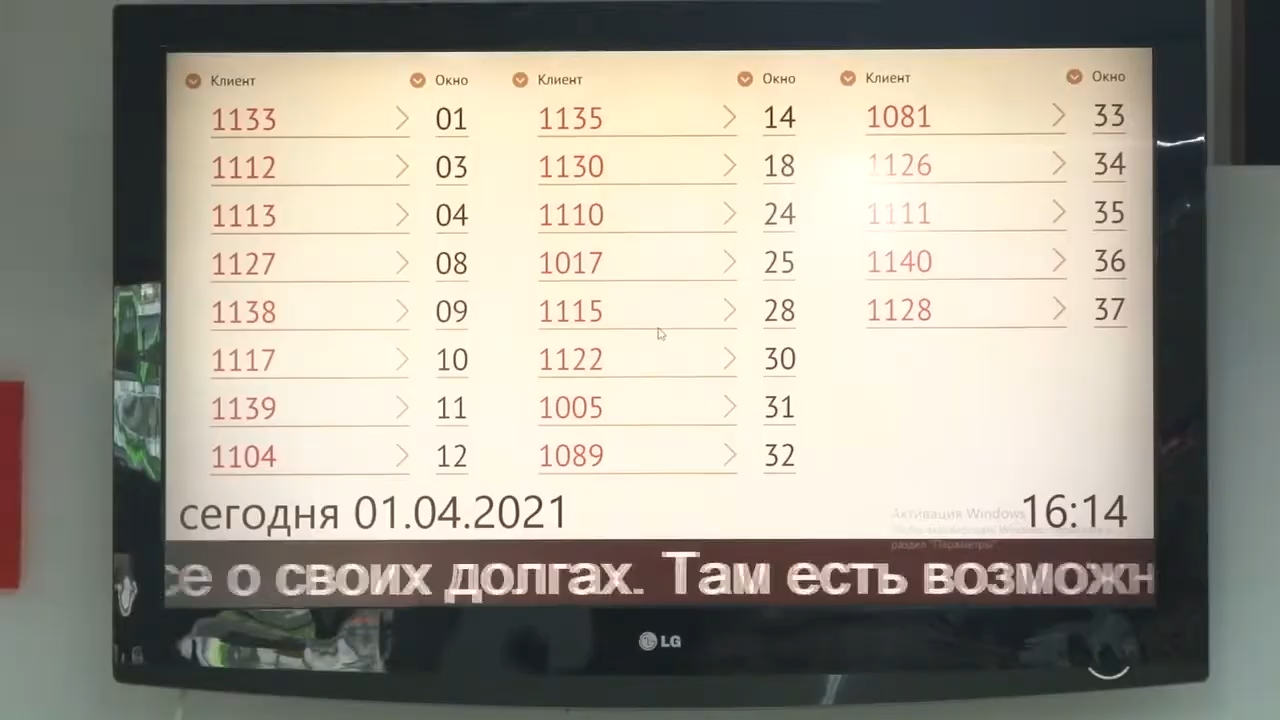 Клиент Окно Клиент Окно Клиент Окно
1133 01 1135 14 1081 33
1112 03 1130 18 1126 34
1113 04 1110 24 1111 35
1127 08 1017 25 1140 36
1138 09 1115 28 1128 37
1117 10 1122 30
1139 11 1005 31
1104 12 1089 32
сегодня 01.04.2021 16:14
Активация Windows
раздел "Параметры".
се о своих долгах. Там есть возможн
LG